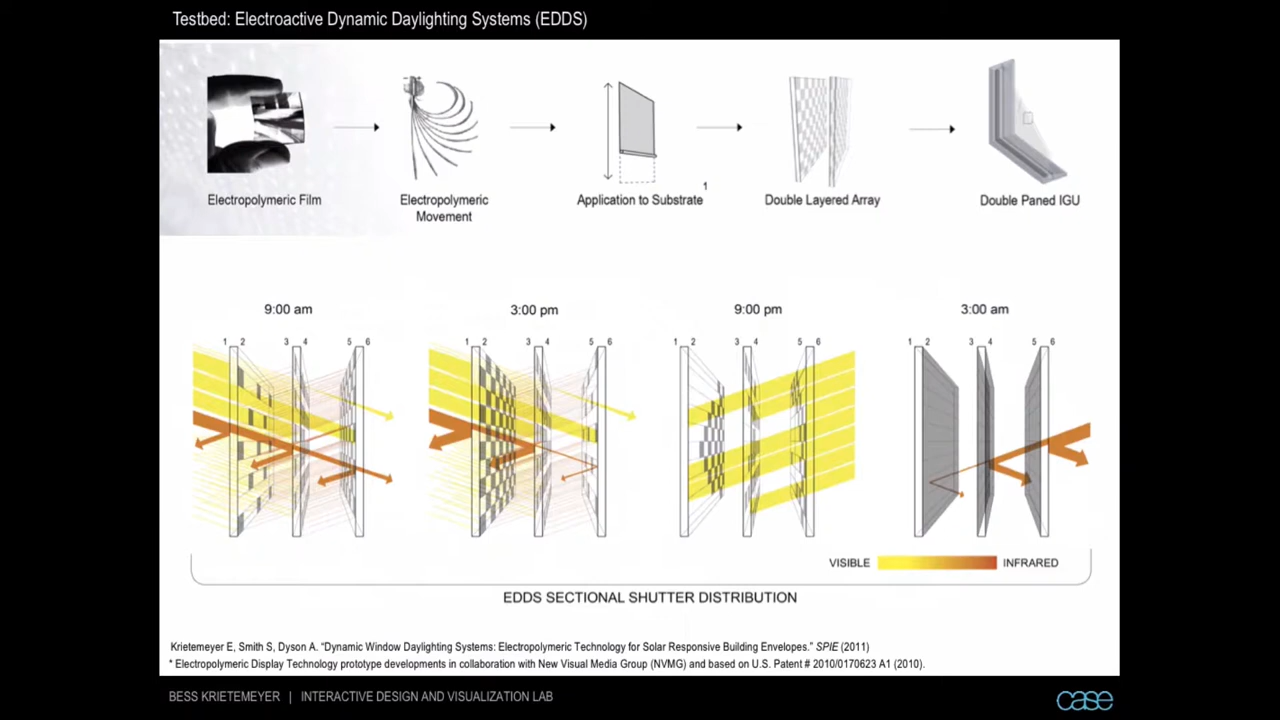 Testbed: Electroactive Dynamic Daylighting Systems (EDDS)
Electropolymeric Film
Electropolymeric
Movement
Application to Substrate 1
Double Layered Array
Double Paned IGU
9:00 am
3:00 pm
9:00 pm
3:00 am
1 2 3 4 5 6
1 2 3 4 5 6
1 2 3 4 5 6
1 2 3 4 5 6
VISIBLE
INFRARED
EDDS SECTIONAL SHUTTER DISTRIBUTION
Krietemeyer E, Smith S, Dyson A. “Dynamic Window Daylighting Systems: Electropolymeric Technology for Solar Responsive Building Envelopes.” SPIE (2011)
* Electropolymeric Display Technology prototype developments in collaboration with New Visual Media Group (NVMG) and based on U.S. Patent # 2010/0170623 A1 (2010).
BESS KRIETEMEYER | INTERACTIVE DESIGN AND VISUALIZATION LAB
case